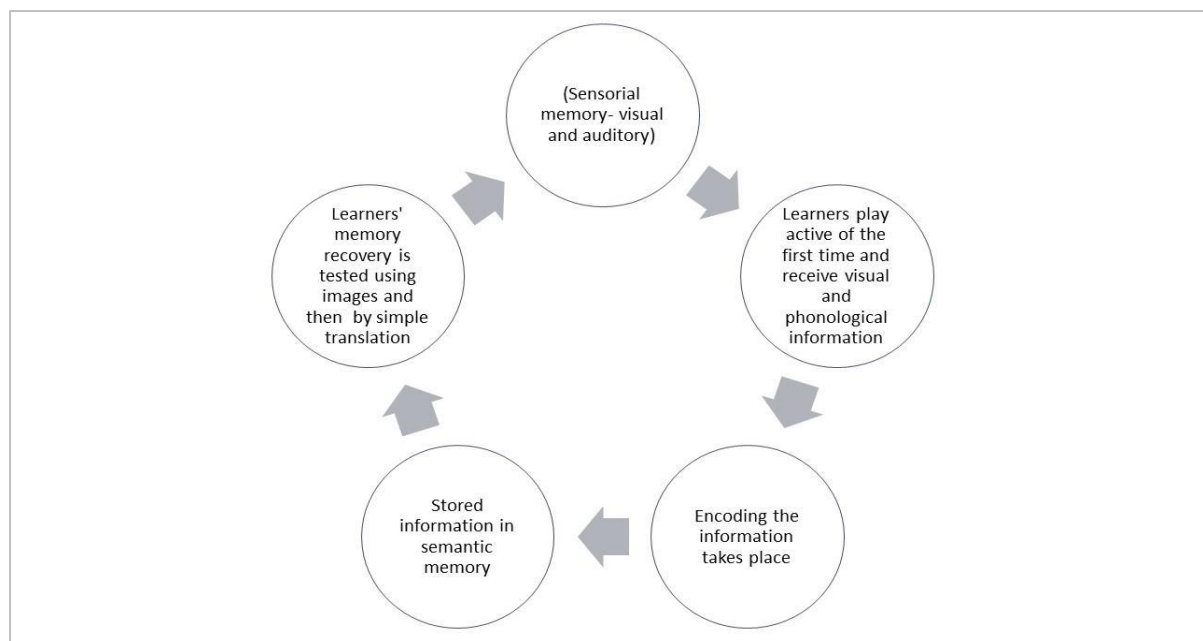 (Sensorial
memory- visual
and auditory)
Learners play
active of the
first time and
receive visual
and
phonological
information
Encoding the
information
takes place
Stored
information in
semantic
memory
Learners'
memory
recovery is
tested using
images and
then by simple
translation